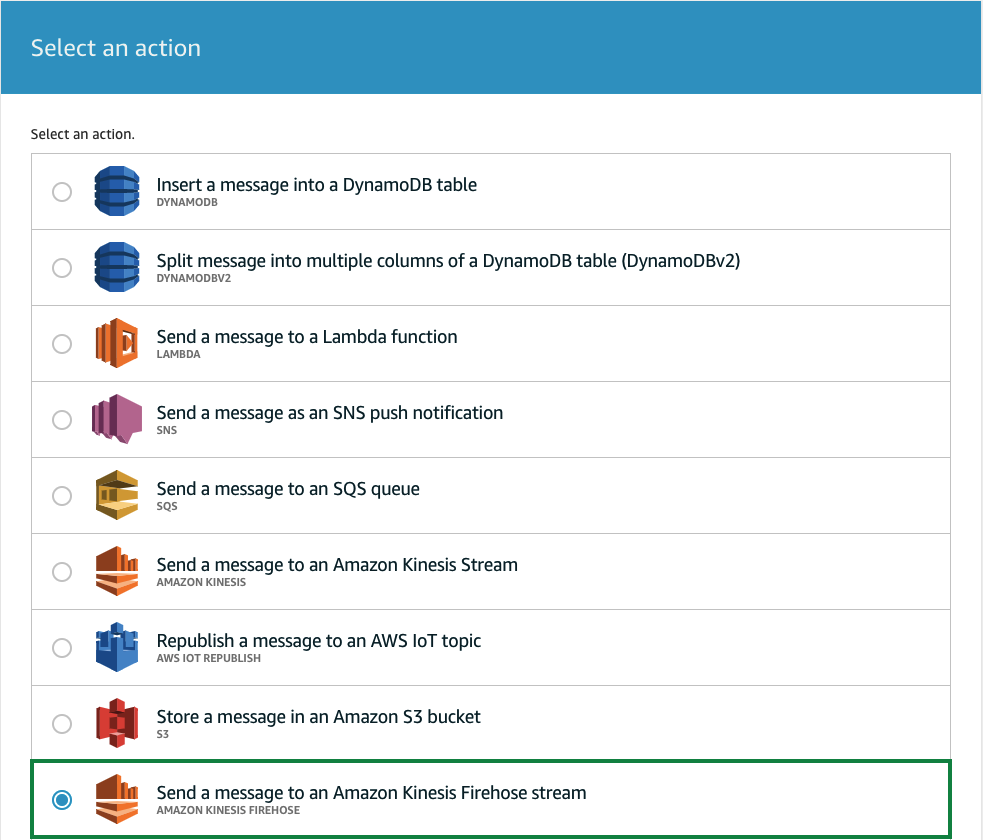 Select an action
Select an action.
Insert a message into a DynamoDB table
DYNAMODB
Split message into multiple columns of a DynamoDB table (DynamoDBv2)
DYNAMODBV2
Send a message to a Lambda function
LAMBDA
Send a message as an SNS push notification
SNS
Send a message to an SQS queue
SQS
Send a message to an Amazon Kinesis Stream
AMAZON KINESIS
Republish a message to an AWS IoT topic
AWS IOT REPUBLISH
Store a message in an Amazon S3 bucket
S3
Send a message to an Amazon Kinesis Firehose stream
AMAZON KINESIS FIREHOSE